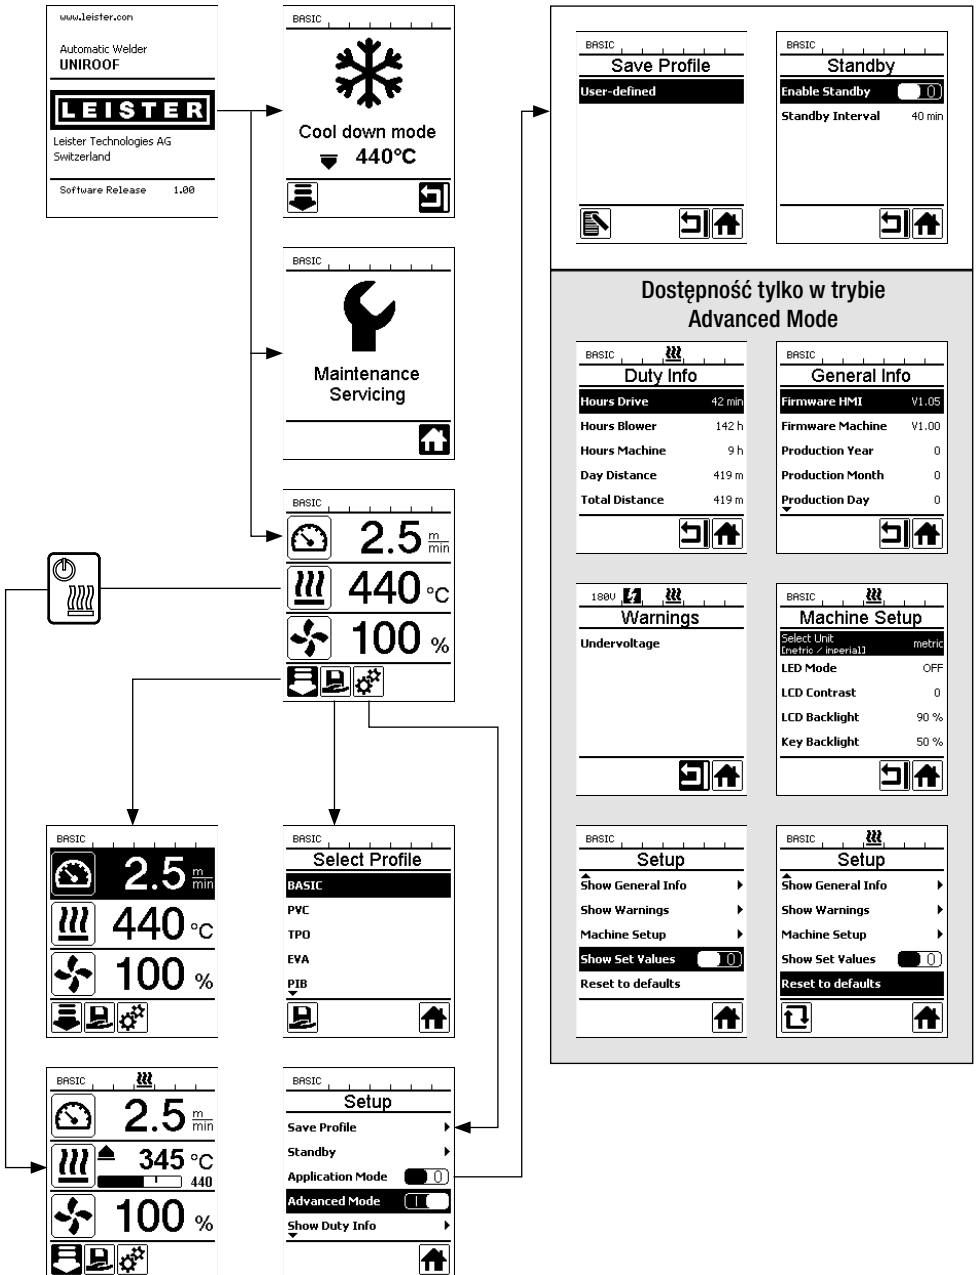 www.leister.com
Automatic Welder
UNIROOF
LEISTER
Leister Technologies AG
Switzerland
Software Release 1.00
BASIC
Cool down mode
440°C
BASIC
Maintenance
Servicing
BASIC
2.5 m/min
440 °C
100 %
BASIC
2.5 m/min
440 °C
100 %
BASIC
Select Profile
BASIC
PVC
TPO
EVA
PIB
BASIC
2.5 m/min
345 °C
440
100 %
BASIC
Setup
Save Profile
Standby
Application Mode 0
Advanced Mode I
Show Duty Info
BASIC
Save Profile
User-defined
BASIC
Standby
Enable Standby 0
Standby Interval 40 min
Dostępność tylko w trybie
Advanced Mode
BASIC
Duty Info
Hours Drive 42 min
Hours Blower 142 h
Hours Machine 9 h
Day Distance 419 m
Total Distance 419 m
BASIC
General Info
Firmware HMI V1.05
Firmware Machine V1.00
Production Year 0
Production Month 0
Production Day 0
180V
Warnings
Undervoltage
BASIC
Machine Setup
Select Unit
[metric / imperial] metric
LED Mode OFF
LCD Contrast 0
LCD Backlight 90 %
Key Backlight 50 %
BASIC
Setup
Show General Info
Show Warnings
Machine Setup
Show Set Values 0
Reset to defaults
BASIC
Setup
Show General Info
Show Warnings
Machine Setup
Show Set Values 0
Reset to defaults